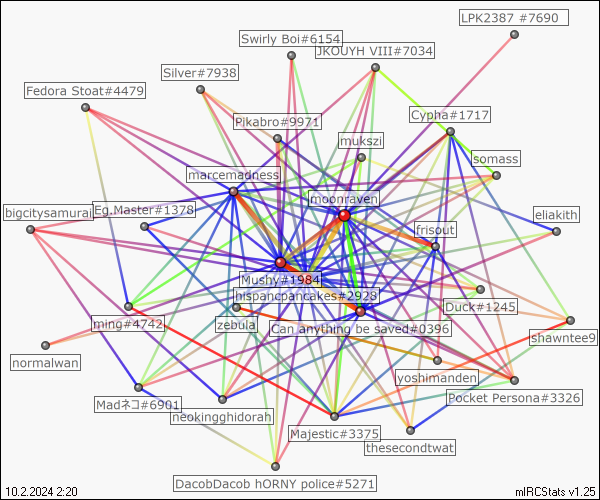 LPK2387 #7690
Swirly Boi#6154
JKOUYH VIII#7034
Silver#7938
Fedora Stoat#4479
Cypha#1717
Pikabro#9971
mukszi
somass
marcemadness
moonraven
bigcitysamurai
Eg.Master#1378
eliakith
frisout
Mushy#1984
hispancpancakes#2928
Duck#1245
ming#4742
zebula
Can anything be saved#0396
shawntee9
normalwan
yoshimanden
Pocket Persona#3326
Madネコ#6901
neokingghidorah
Majestic#3375
thesecondtwat
DacobDacob hORNY police#5271
10.2.2024 2:20
mIRCStats v1.25